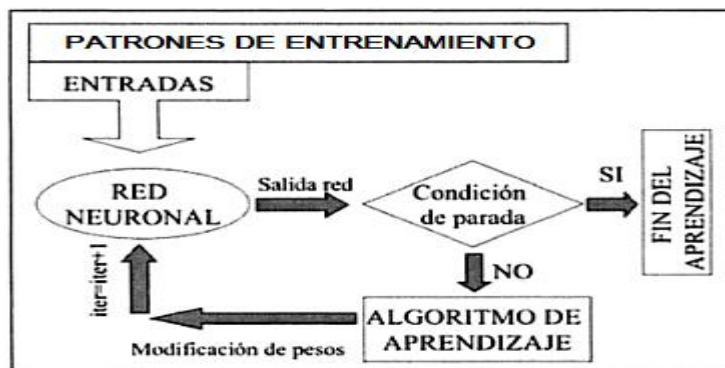 PATRONES DE ENTRENAMIENTO
ENTRADAS
RED
NEURONAL
Salida red
Condición
de parada
SI
FIN DEL
APRENDIZAJE
NO
ALGORITMO DE
APRENDIZAJE
Modificación de pesos
iter=iter+1